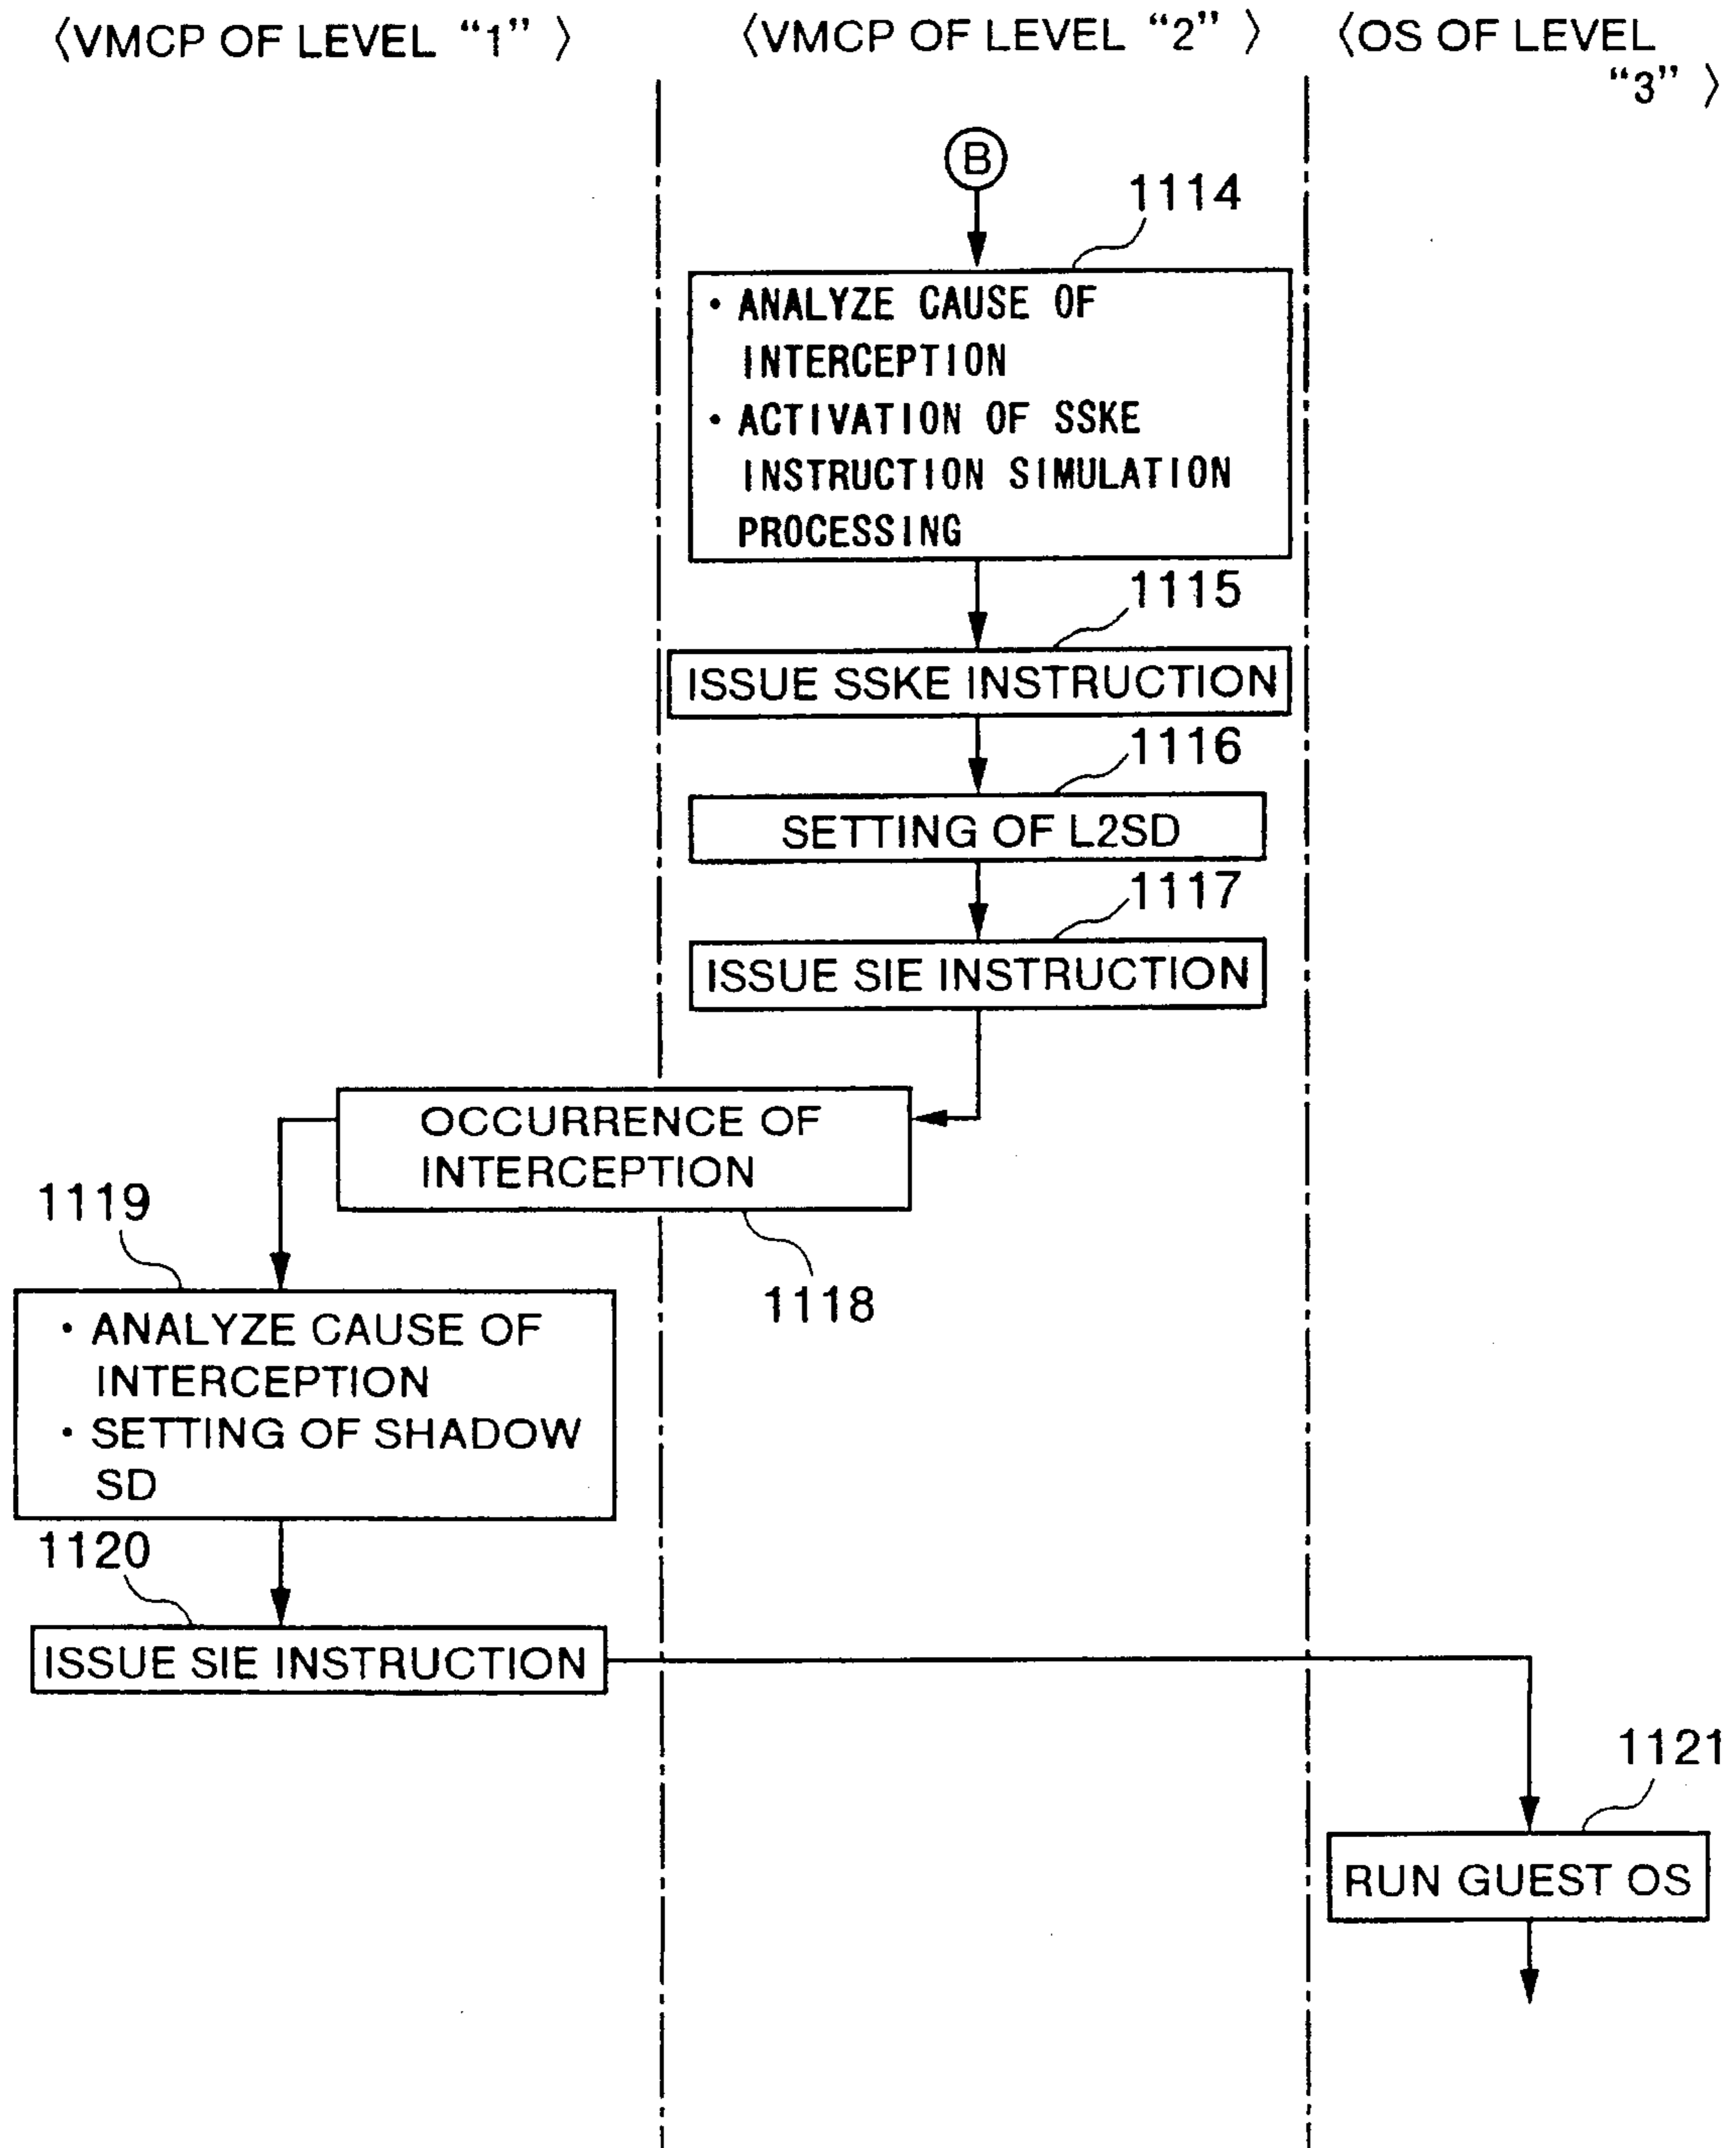 〈VMCP OF LEVEL “1” 〉
〈VMCP OF LEVEL “2” 〉
〈OS OF LEVEL
“3” 〉
B
1114
・ANALYZE CAUSE OF
INTERCEPTION
・ACTIVATION OF SSKE
INSTRUCTION SIMULATION
PROCESSING
1115
ISSUE SSKE INSTRUCTION
1116
SETTING OF L2SD
1117
ISSUE SIE INSTRUCTION
OCCURRENCE OF
INTERCEPTION
1118
1119
・ANALYZE CAUSE OF
INTERCEPTION
・SETTING OF SHADOW
SD
1120
ISSUE SIE INSTRUCTION
1121
RUN GUEST OS